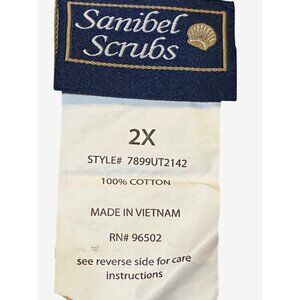 Sanibel
Scrubs
2X
STYLE# 7899UT2142
100% COTTON
MADE IN VIETNAM
RN# 96502
see reverse side for care
instructions